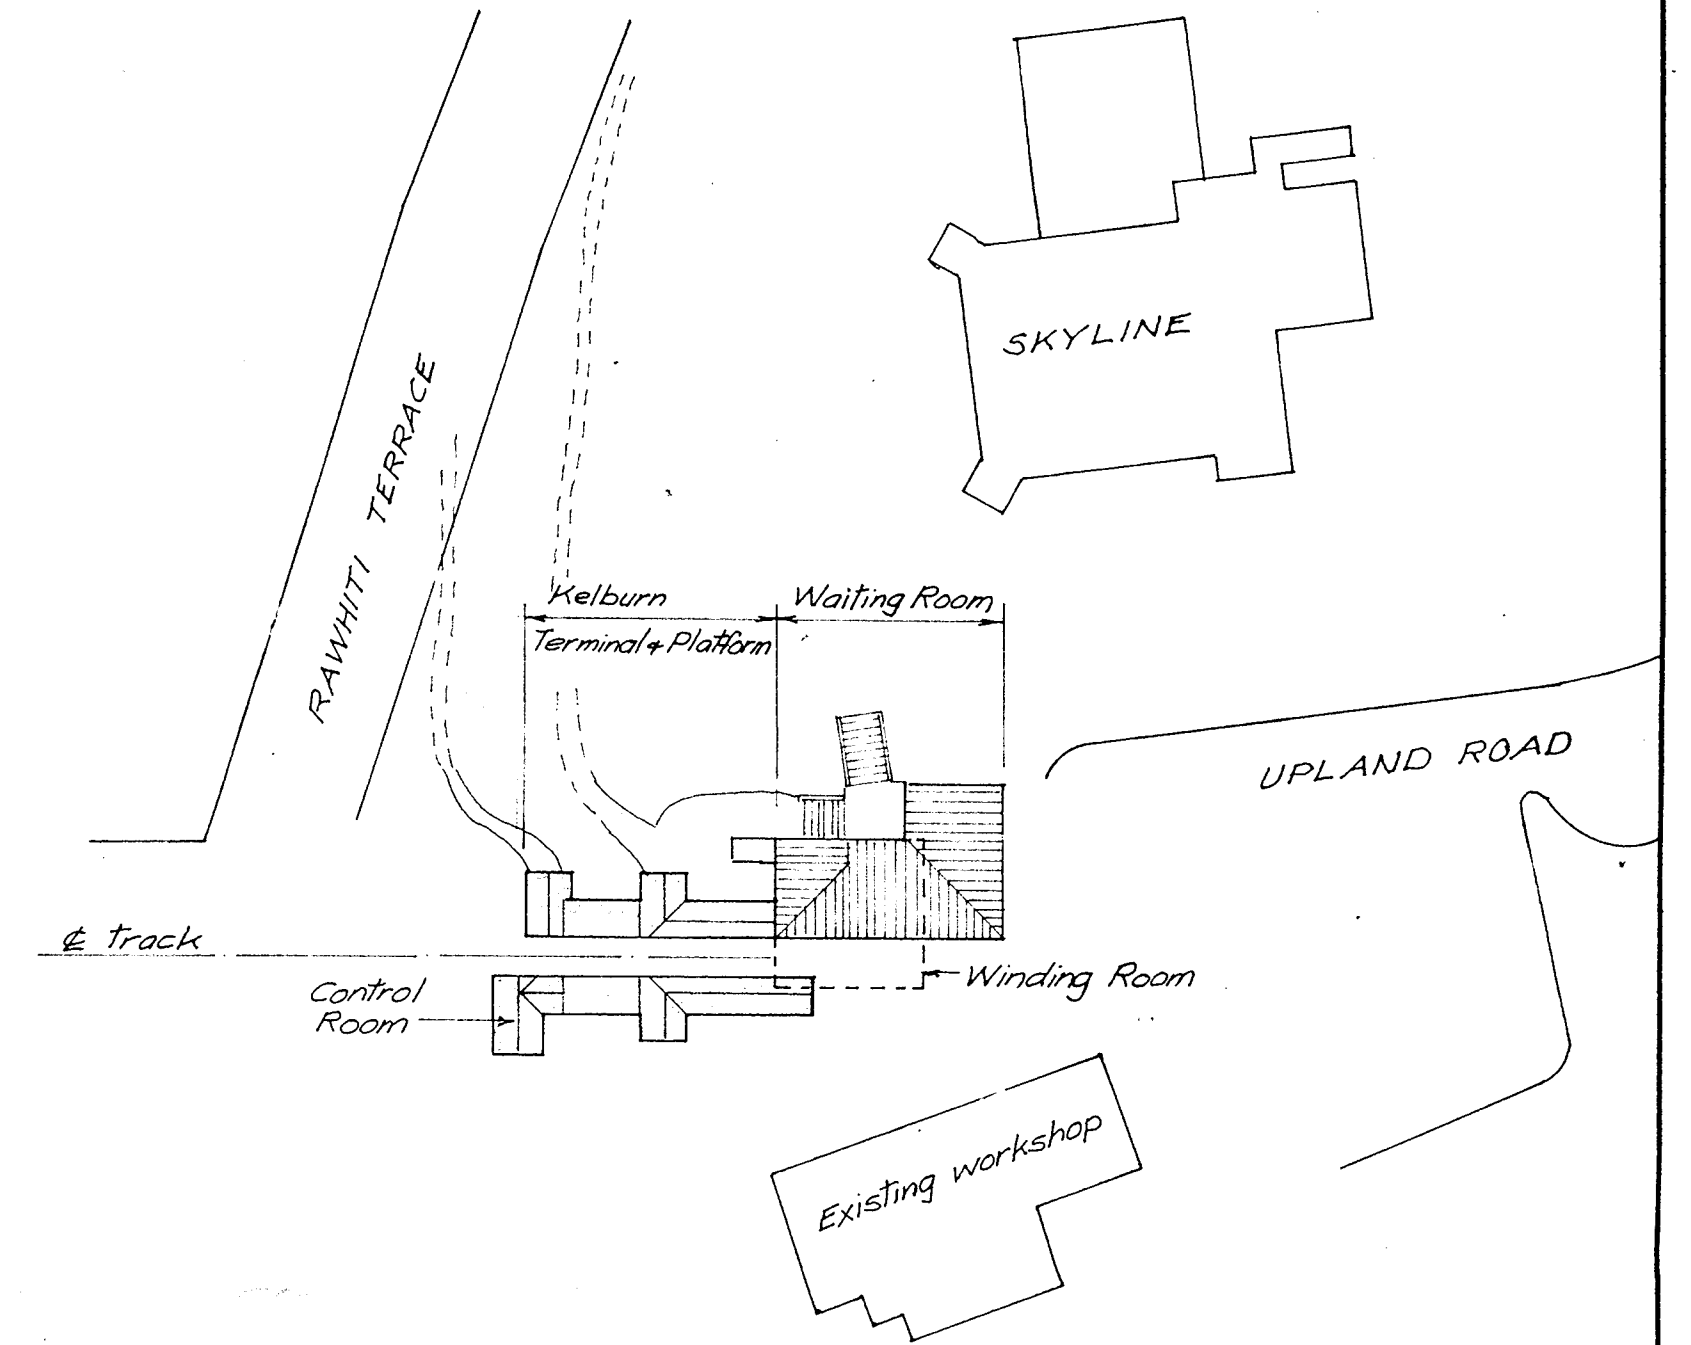 SKYLINE
RAWHITI TERRACE
Kelburn
Terminal & Platform
Waiting Room
UPLAND ROAD
℄ Track
Control
Room
Winding Room
Existing workshop